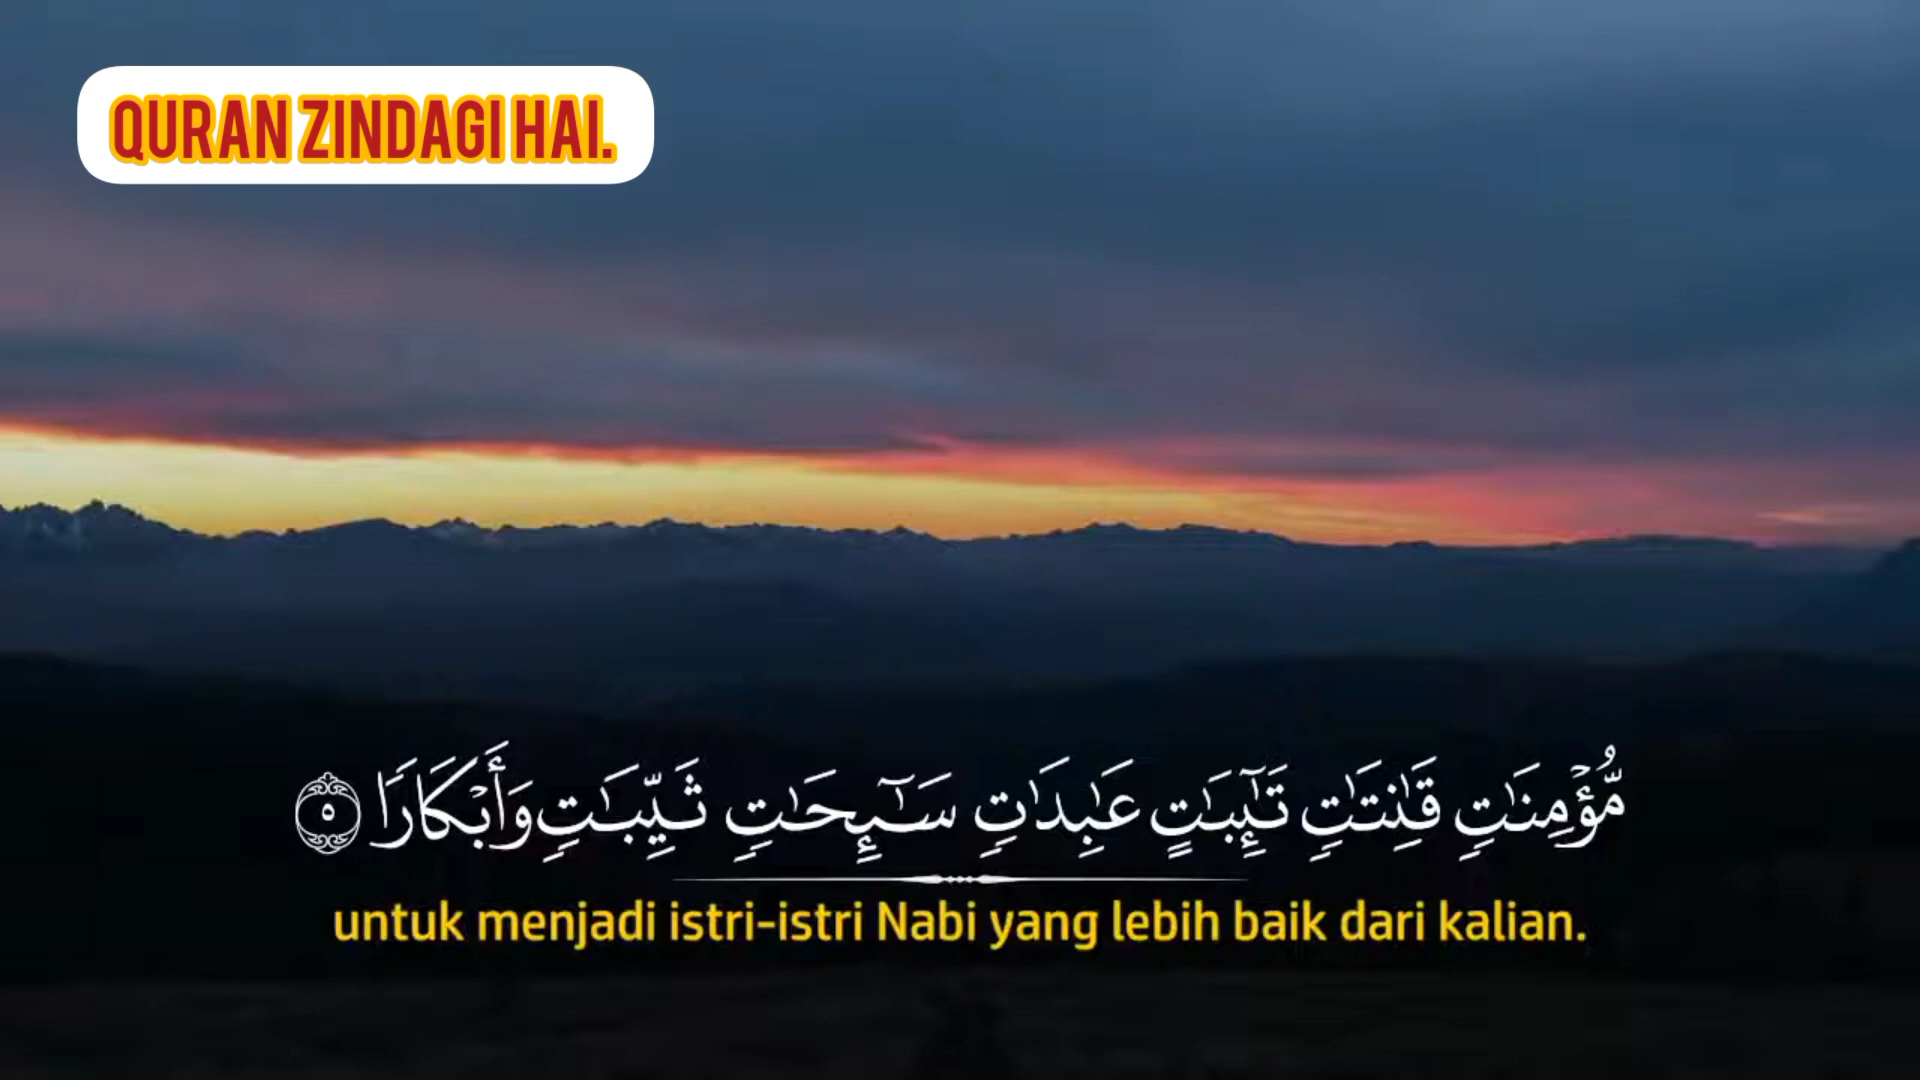 QURAN ZINDAGI HAI.
مُّؤْمِنَـٰتٍ قَـٰنِتَـٰتٍ تَـٰٓئِبَـٰتٍ عَـٰبِدَٰتٍ سَـٰٓئِحَـٰتٍ ثَيِّبَـٰتٍ وَأَبْكَارًا ٥
untuk menjadi istri-istri Nabi yang lebih baik dari kalian.